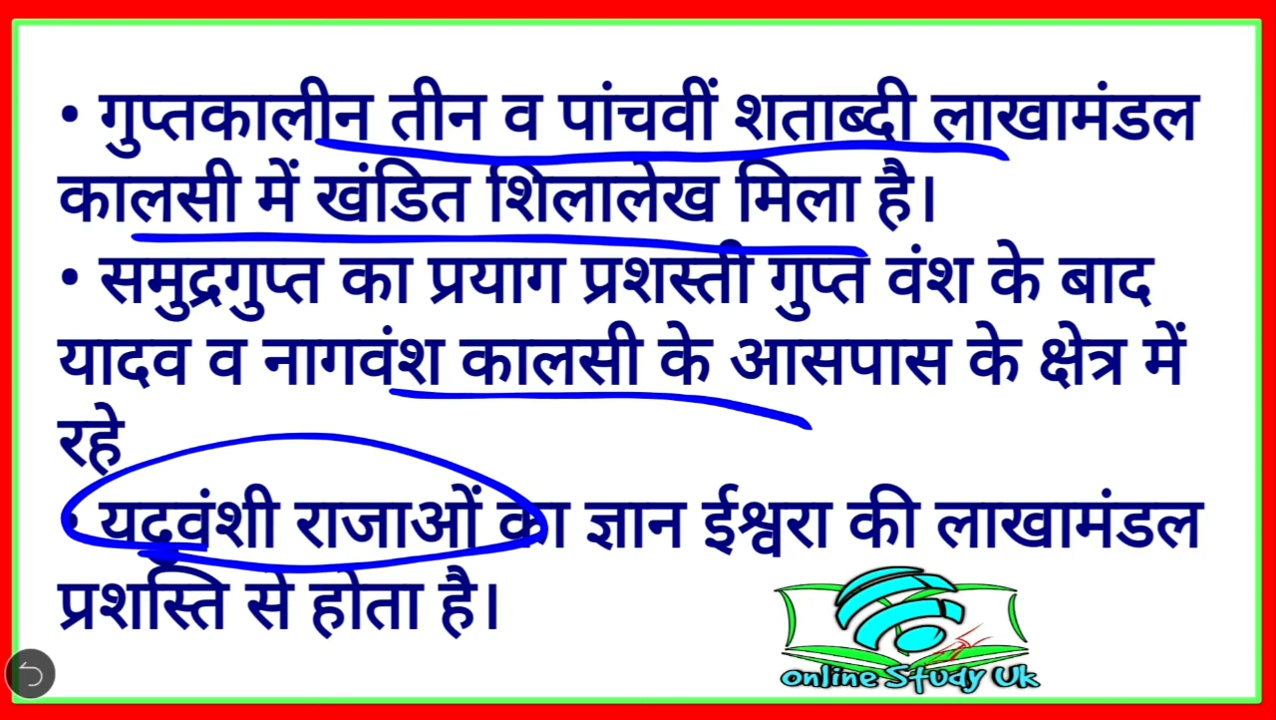 • गुप्तकालीन तीन व पांचवीं शताब्दी लाखामंडल
कालसी में खंडित शिलालेख मिला है।
• समुद्रगुप्त का प्रयाग प्रशस्ती गुप्त वंश के बाद
यादव व नागवंश कालसी के आसपास के क्षेत्र में
रहे
• यदुवंशी राजाओं का ज्ञान ईश्वरा की लाखामंडल
प्रशस्ति से होता है।
online Study Uk